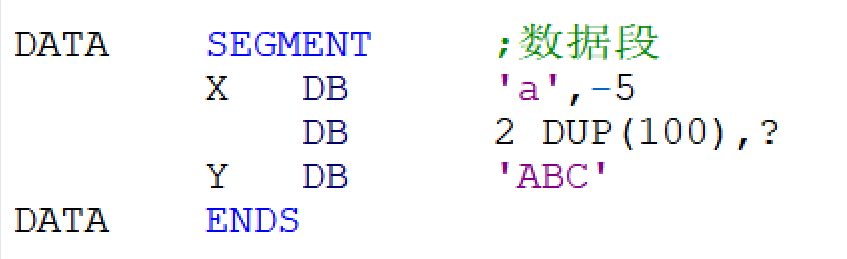 DATA SEGMENT ;数据段
X DB 'a',-5
DB 2 DUP(100),?
Y DB 'ABC'
DATA ENDS